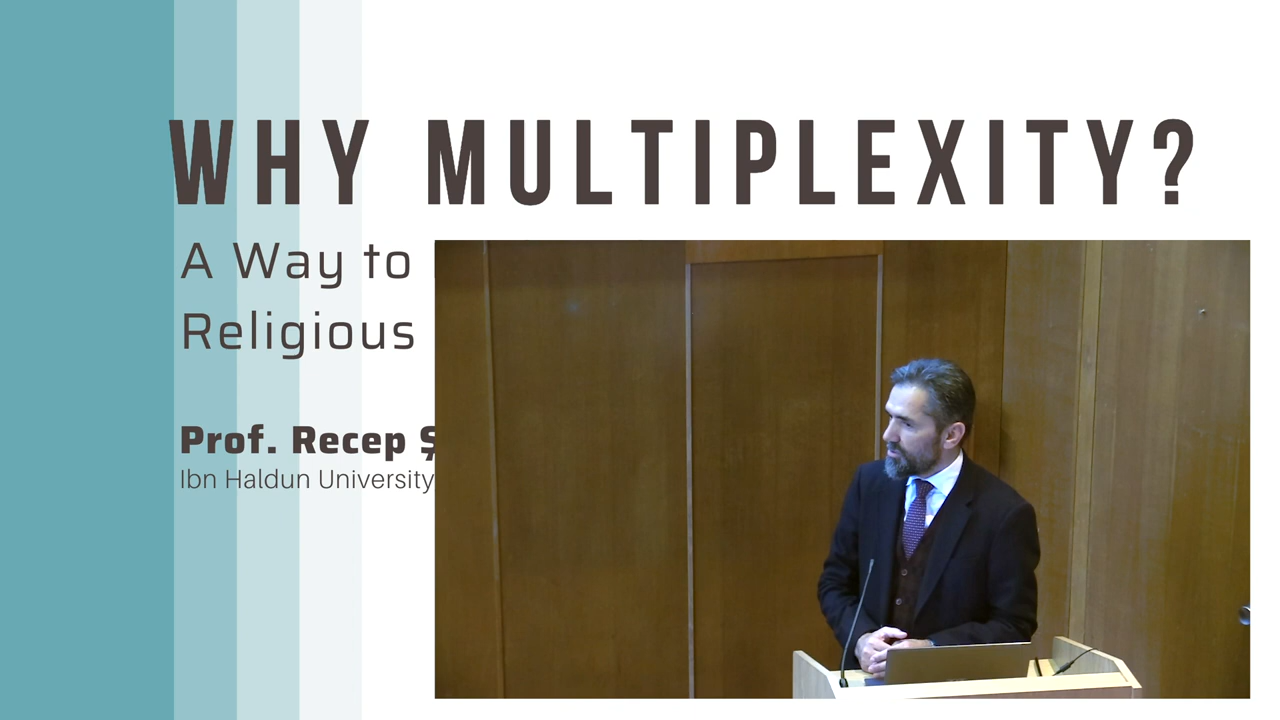 WHY MULTIPLEXITY?
A Way to
Religious
Prof. Recep Ş
Ibn Haldun University